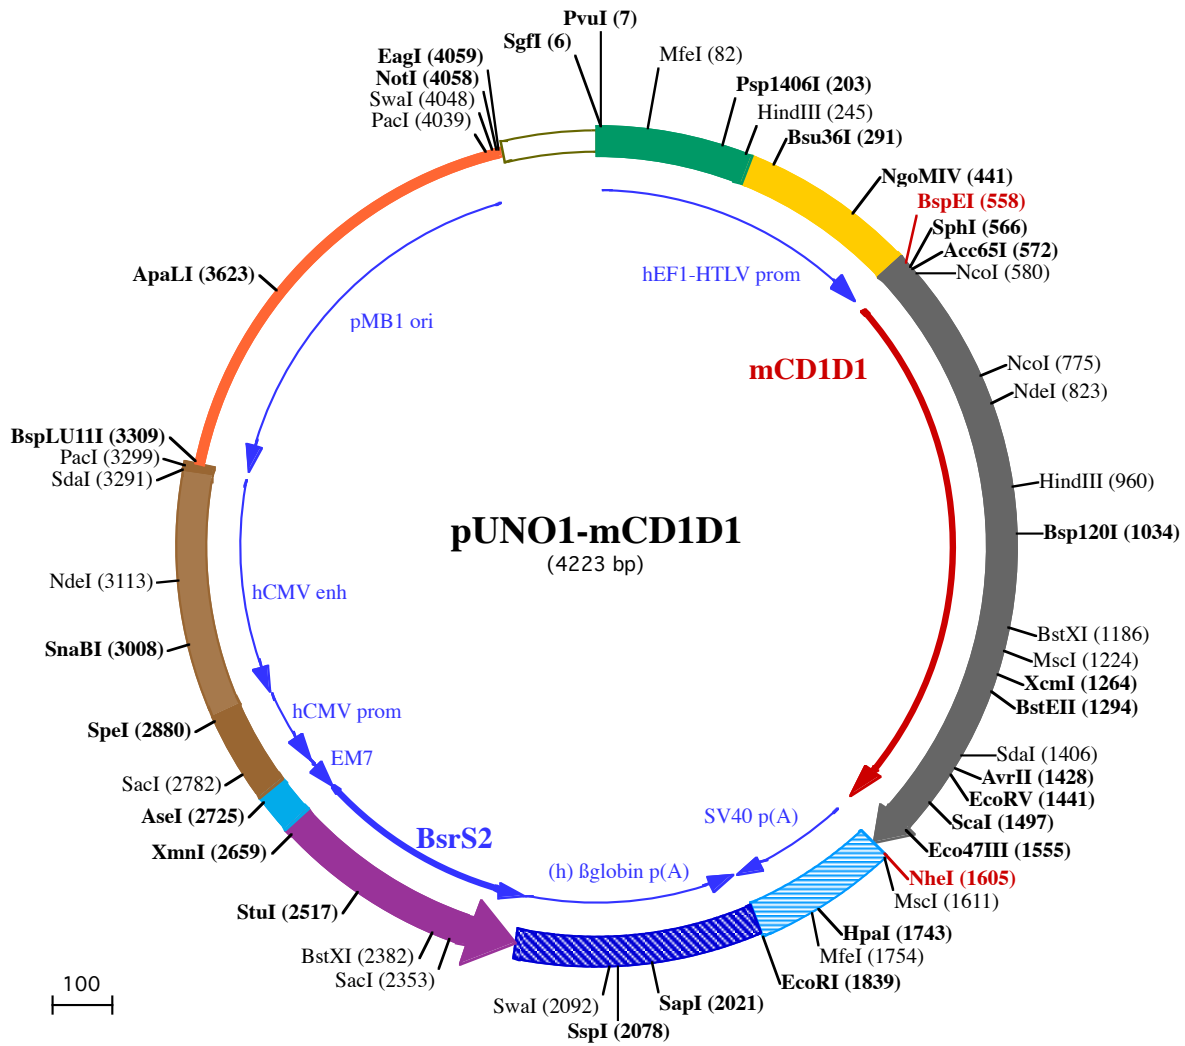 PvuI (7)
SgfI (6)
MfeI (82)
Psp1406I (203)
HindIII (245)
Bsu36I (291)
NgoMIV (441)
BspEI (558)
SphI (566)
Acc65I (572)
NcoI (580)
NcoI (775)
NdeI (823)
HindIII (960)
Bsp120I (1034)
BstXI (1186)
MscI (1224)
XcmI (1264)
BstEII (1294)
SdaI (1406)
AvrII (1428)
EcoRV (1441)
ScaI (1497)
Eco47III (1555)
NheI (1605)
MscI (1611)
HpaI (1743)
MfeI (1754)
EcoRI (1839)
SapI (2021)
SspI (2078)
SwaI (2092)
SacI (2353)
BstXI (2382)
StuI (2517)
XmnI (2659)
AseI (2725)
SacI (2782)
SpeI (2880)
SnaBI (3008)
NdeI (3113)
SdaI (3291)
PacI (3299)
BspLU11I (3309)
ApaLI (3623)
PacI (4039)
SwaI (4048)
NotI (4058)
EagI (4059)
hEF1-HTLV prom
mCD1D1
SV40 p(A)
(h) ßglobin p(A)
BsrS2
EM7
hCMV prom
hCMV enh
pMB1 ori
pUNO1-mCD1D1
(4223 bp)
100